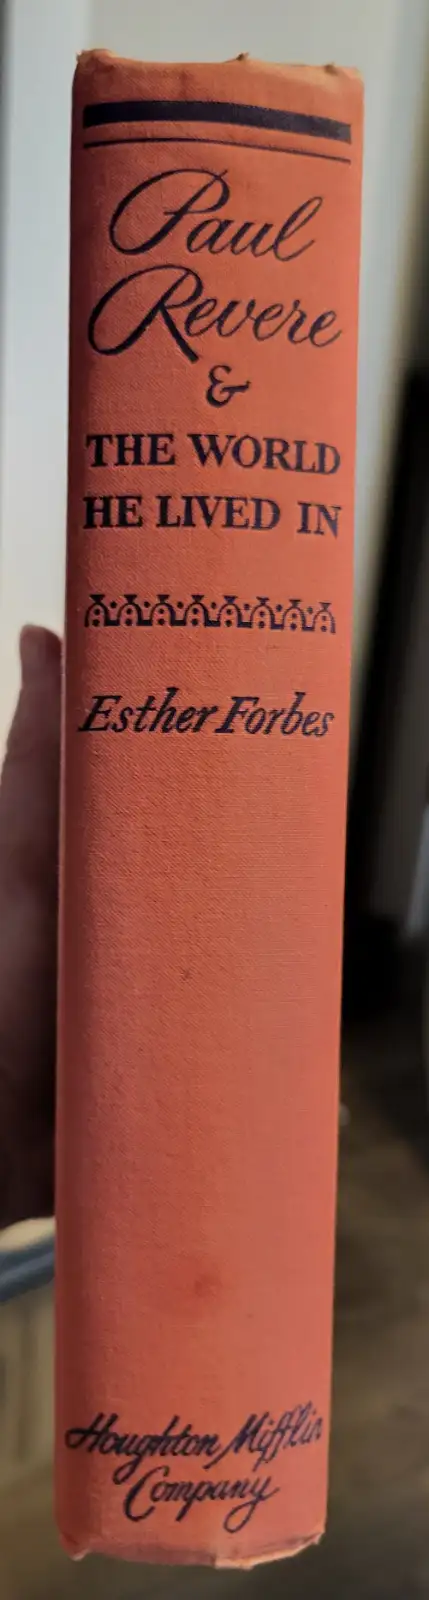 Paul
Revere
&
THE WORLD
HE LIVED IN
Esther Forbes
Houghton Mifflin
Company